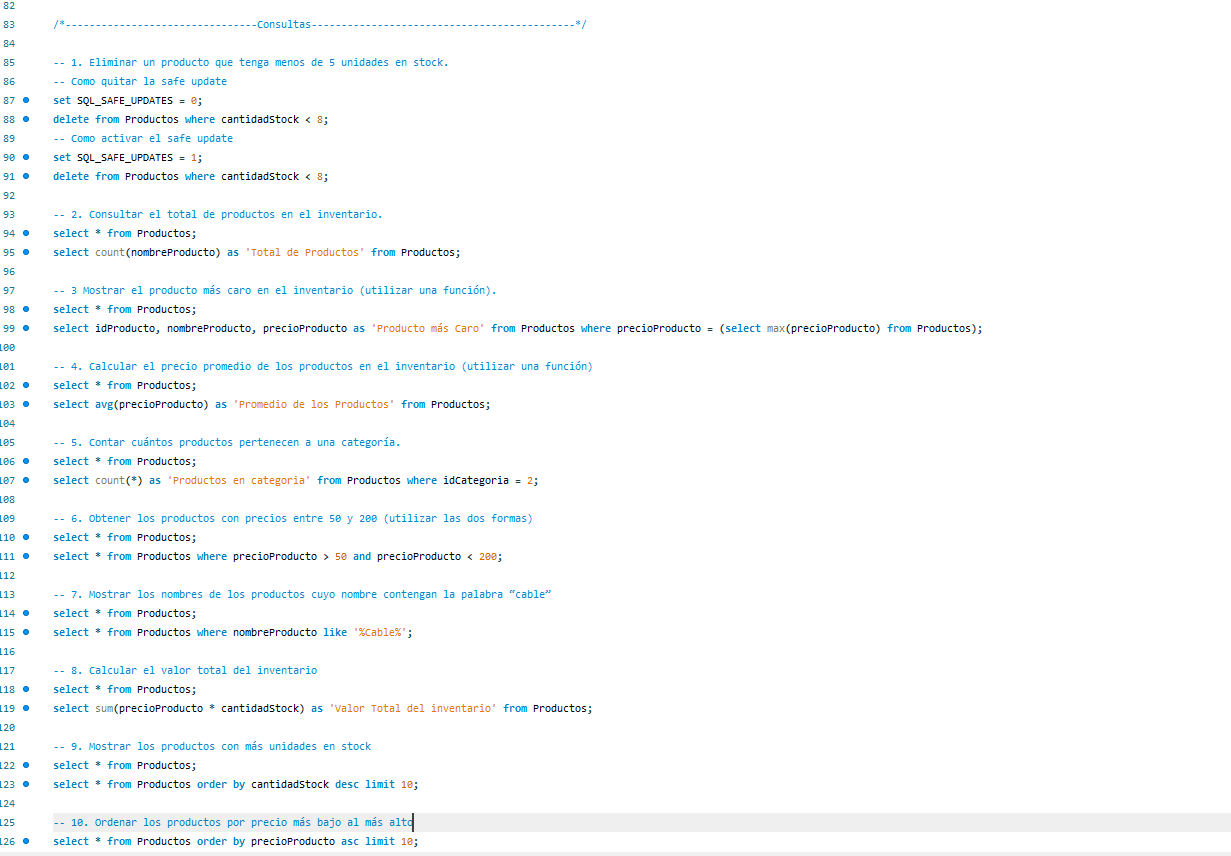 82
83 /*--------------------------------Consultas--------------------------------------------*/
84
85 -- 1. Eliminar un producto que tenga menos de 5 unidades en stock.
86 -- Como quitar la safe update
87 set SQL_SAFE_UPDATES = 0;
88 delete from Productos where cantidadStock < 8;
89 -- Como activar el safe update
90 set SQL_SAFE_UPDATES = 1;
91 delete from Productos where cantidadStock < 8;
92
93 -- 2. Consultar el total de productos en el inventario.
94 select * from Productos;
95 select count(nombreProducto) as 'Total de Productos' from Productos;
96
97 -- 3 Mostrar el producto más caro en el inventario (utilizar una función).
98 select * from Productos;
99 select idProducto, nombreProducto, precioProducto as 'Producto más Caro' from Productos where precioProducto = (select max(precioProducto) from Productos);
100
101 -- 4. Calcular el precio promedio de los productos en el inventario (utilizar una función)
102 select * from Productos;
103 select avg(precioProducto) as 'Promedio de los Productos' from Productos;
104
105 -- 5. Contar cuántos productos pertenecen a una categoría.
106 select * from Productos;
107 select count(*) as 'Productos en categoria' from Productos where idCategoria = 2;
108
109 -- 6. Obtener los productos con precios entre 50 y 200 (utilizar las dos formas)
110 select * from Productos;
111 select * from Productos where precioProducto > 50 and precioProducto < 200;
112
113 -- 7. Mostrar los nombres de los productos cuyo nombre contengan la palabra “cable”
114 select * from Productos;
115 select * from Productos where nombreProducto like '%Cable%';
116
117 -- 8. Calcular el valor total del inventario
118 select * from Productos;
119 select sum(precioProducto * cantidadStock) as 'Valor Total del inventario' from Productos;
120
121 -- 9. Mostrar los productos con más unidades en stock
122 select * from Productos;
123 select * from Productos order by cantidadStock desc limit 10;
124
125 -- 10. Ordenar los productos por precio más bajo al más alto
126 select * from Productos order by precioProducto asc limit 10;